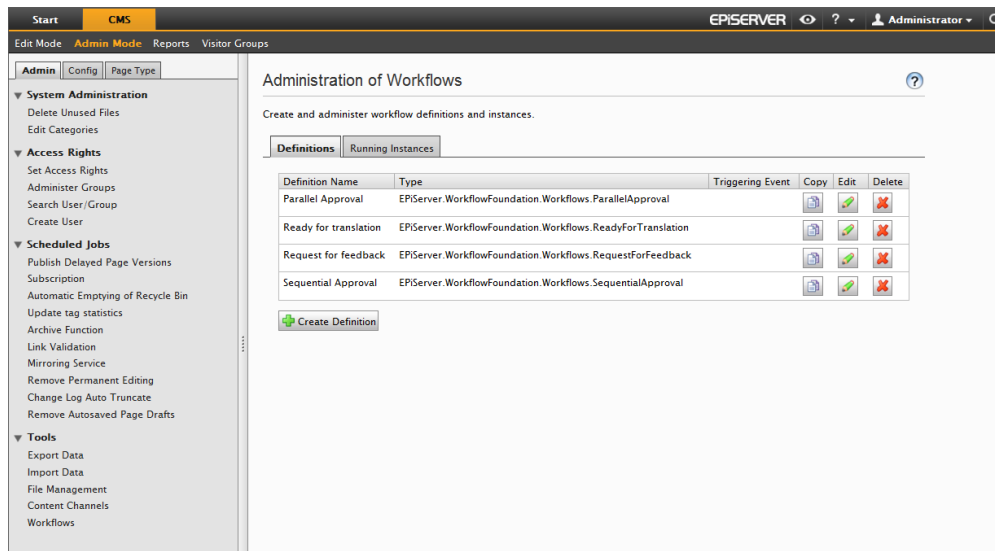 Start CMS EPiSERVER ? Administrator
Edit Mode Admin Mode Reports Visitor Groups
Admin Config Page Type
System Administration
Delete Unused Files
Edit Categories
Access Rights
Set Access Rights
Administer Groups
Search User/Group
Create User
Scheduled Jobs
Publish Delayed Page Versions
Subscription
Automatic Emptying of Recycle Bin
Update tag statistics
Archive Function
Link Validation
Mirroring Service
Remove Permanent Editing
Change Log Auto Truncate
Remove Autosaved Page Drafts
Tools
Export Data
Import Data
File Management
Content Channels
Workflows
Administration of Workflows ?
Create and administer workflow definitions and instances.
Definitions Running Instances
Definition Name Type Triggering Event Copy Edit Delete
Parallel Approval EPiServer.WorkflowFoundation.Workflows.ParallelApproval
Ready for translation EPiServer.WorkflowFoundation.Workflows.ReadyForTranslation
Request for feedback EPiServer.WorkflowFoundation.Workflows.RequestForFeedback
Sequential Approval EPiServer.WorkflowFoundation.Workflows.SequentialApproval
Create Definition